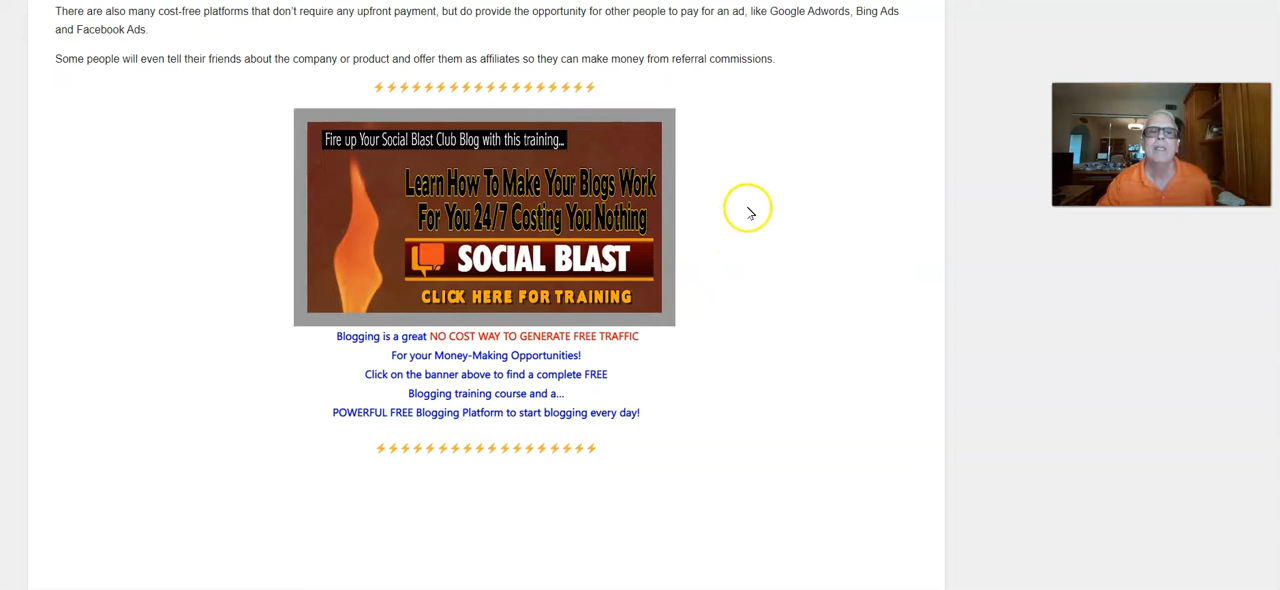 There are also many cost-free platforms that don't require any upfront payment, but do provide the opportunity for other people to pay for an ad, like Google Adwords, Bing Ads
and Facebook Ads.
Some people will even tell their friends about the company or product and offer them as affiliates so they can make money from referral commissions.
Fire up Your Social Blast Club Blog with this training...
Learn How To Make Your Blogs Work
For You 24/7 Costing You Nothing
SOCIAL BLAST
CLICK HERE FOR TRAINING
Blogging is a great NO COST WAY TO GENERATE FREE TRAFFIC
For your Money-Making Opportunities!
Click on the banner above to find a complete FREE
Blogging training course and a...
POWERFUL FREE Blogging Platform to start blogging every day!